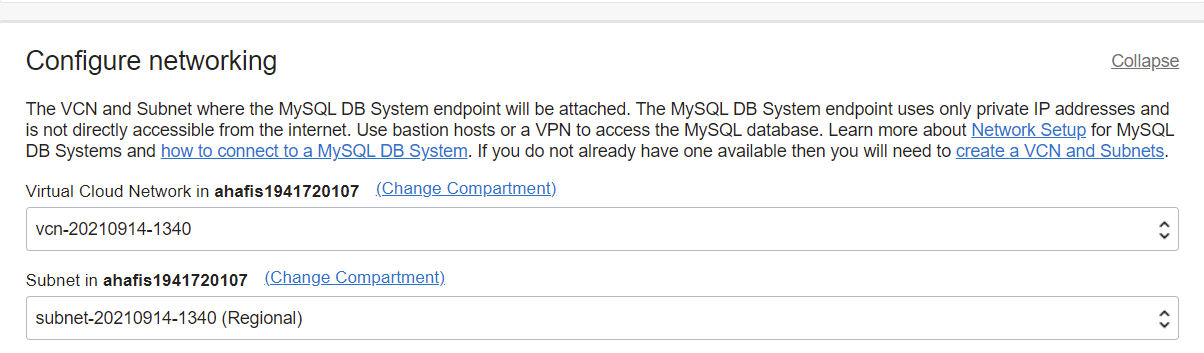 Configure networking
Collapse
The VCN and Subnet where the MySQL DB System endpoint will be attached. The MySQL DB System endpoint uses only private IP addresses and
is not directly accessible from the internet. Use bastion hosts or a VPN to access the MySQL database. Learn more about Network Setup for MySQL
DB Systems and how to connect to a MySQL DB System. If you do not already have one available then you will need to create a VCN and Subnets.
Virtual Cloud Network in ahafis1941720107 (Change Compartment)
vcn-20210914-1340
Subnet in ahafis1941720107 (Change Compartment)
subnet-20210914-1340 (Regional)